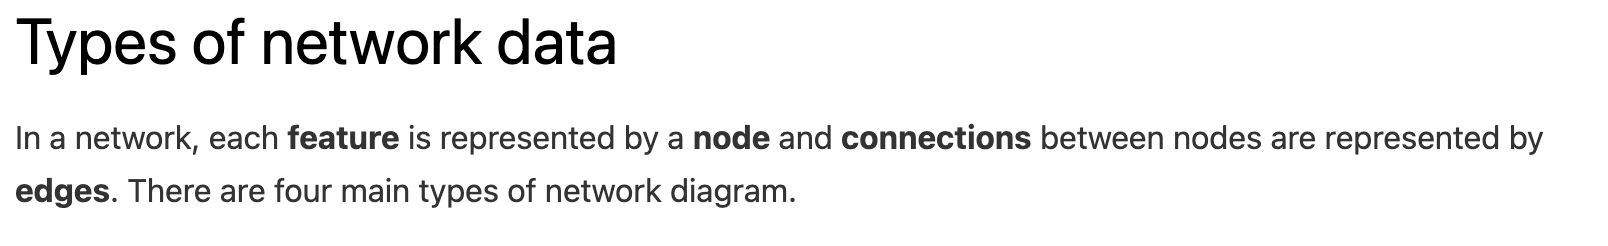 Types of network data
In a network, each feature is represented by a node and connections between nodes are represented by
edges. There are four main types of network diagram.